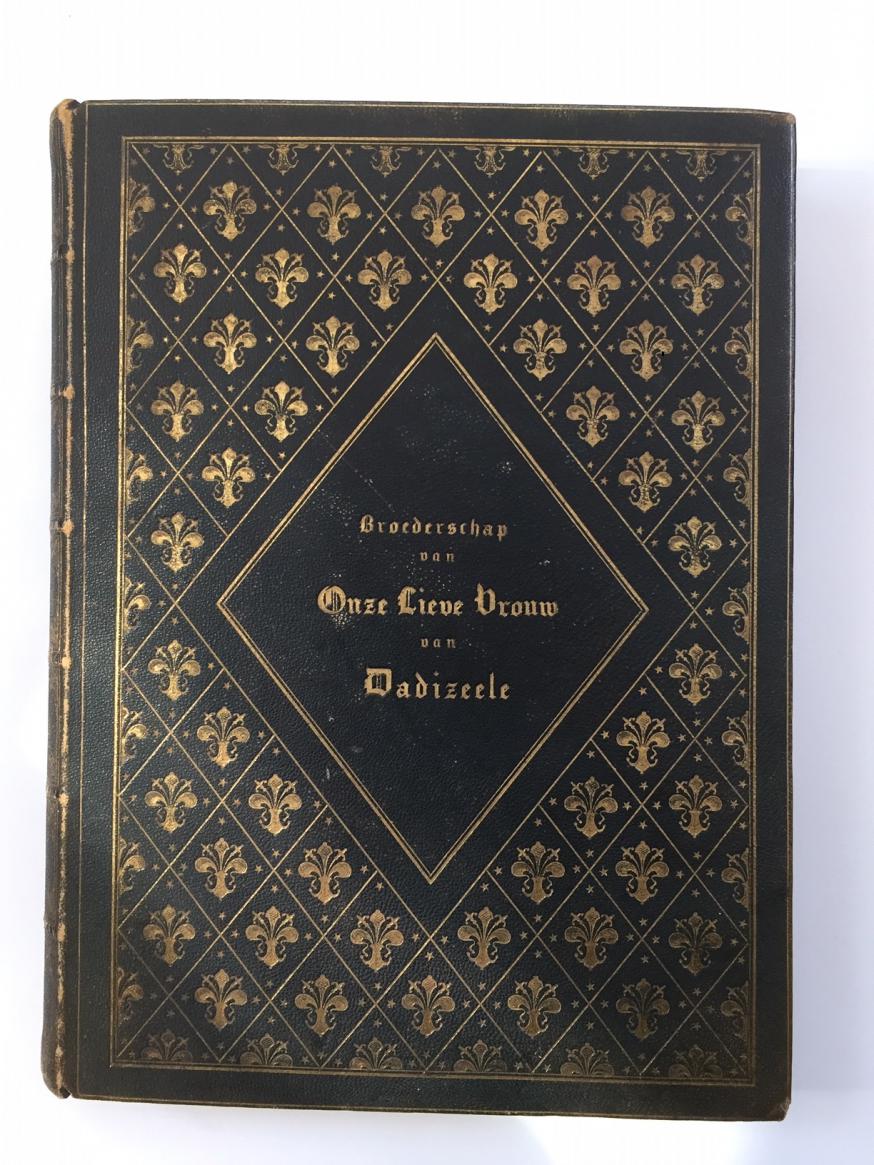 Broederschap
van
Onze Lieve Vrouw
van
Dadizeele